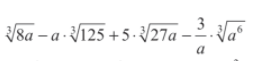 ∛(8a) − a · ∛125 + 5 · ∛(27a) − 3/a · ∛(a⁶)